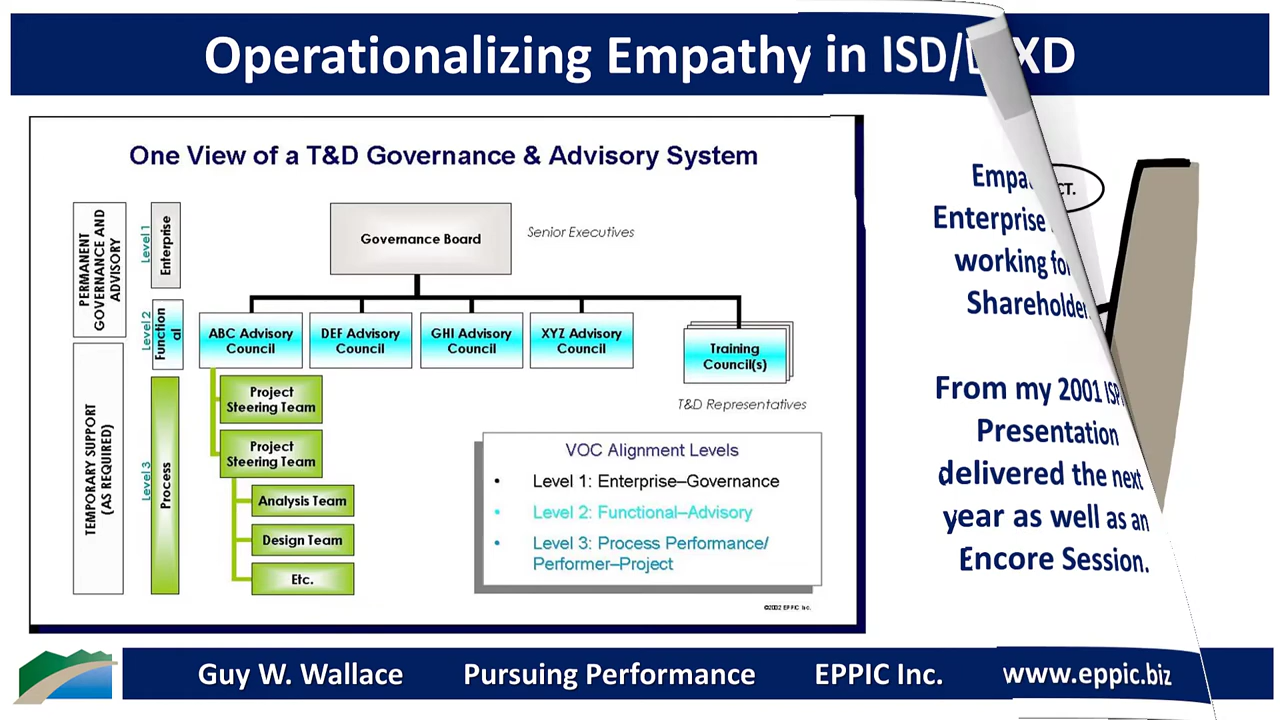 Operationalizing Empathy in ISD/ XD
One View of a T&D Governance & Advisory System
PERMANENT
GOVERNANCE AND
ADVISORY
Level 1
Enterprise
Governance Board
Senior Executives
Level 2
Function
al
ABC Advisory
Council
DEF Advisory
Council
GHI Advisory
Council
XYZ Advisory
Council
Training
Council(s)
T&D Representatives
TEMPORARY SUPPORT
(AS REQUIRED)
Level 3
Process
Project
Steering Team
Project
Steering Team
Analysis Team
Design Team
Etc.
VOC Alignment Levels
• Level 1: Enterprise–Governance
• Level 2: Functional–Advisory
• Level 3: Process Performance/
Performer–Project
©2002 EPPIC Inc.
CT.
Empa
Enterprise
working for
Shareholder
From my 2001 ISP
Presentation
delivered the next
year as well as an
Encore Session.
Guy W. Wallace Pursuing Performance EPPIC Inc. www.eppic.biz